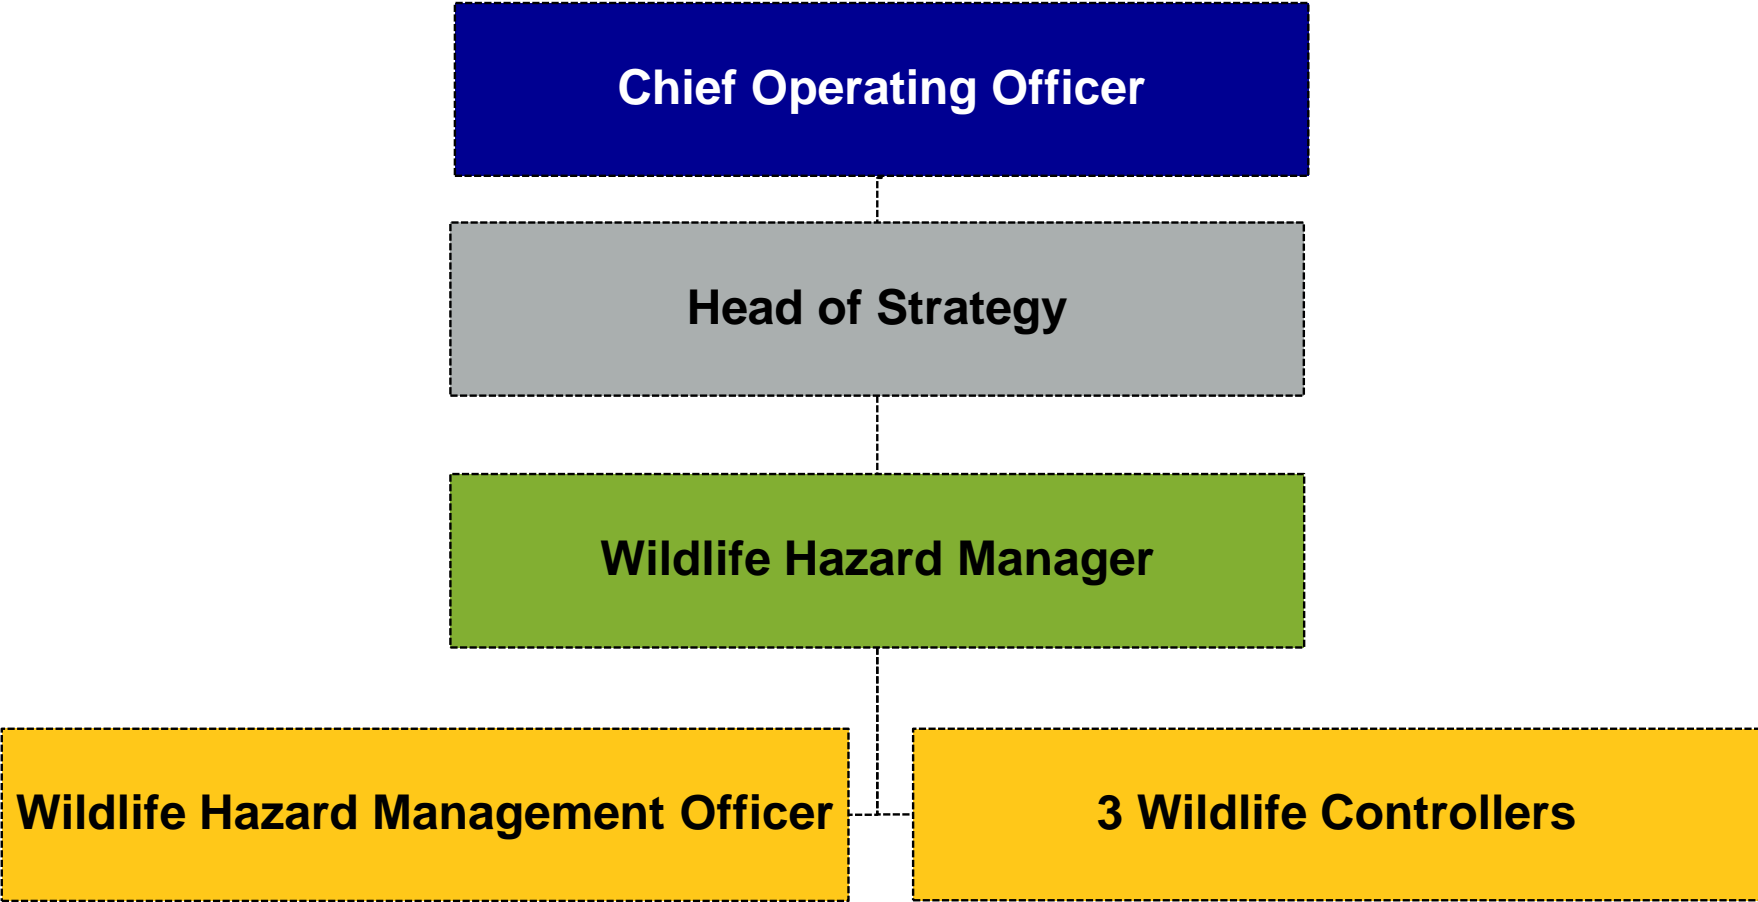 Chief Operating Officer
Head of Strategy
Wildlife Hazard Manager
Wildlife Hazard Management Officer
3 Wildlife Controllers